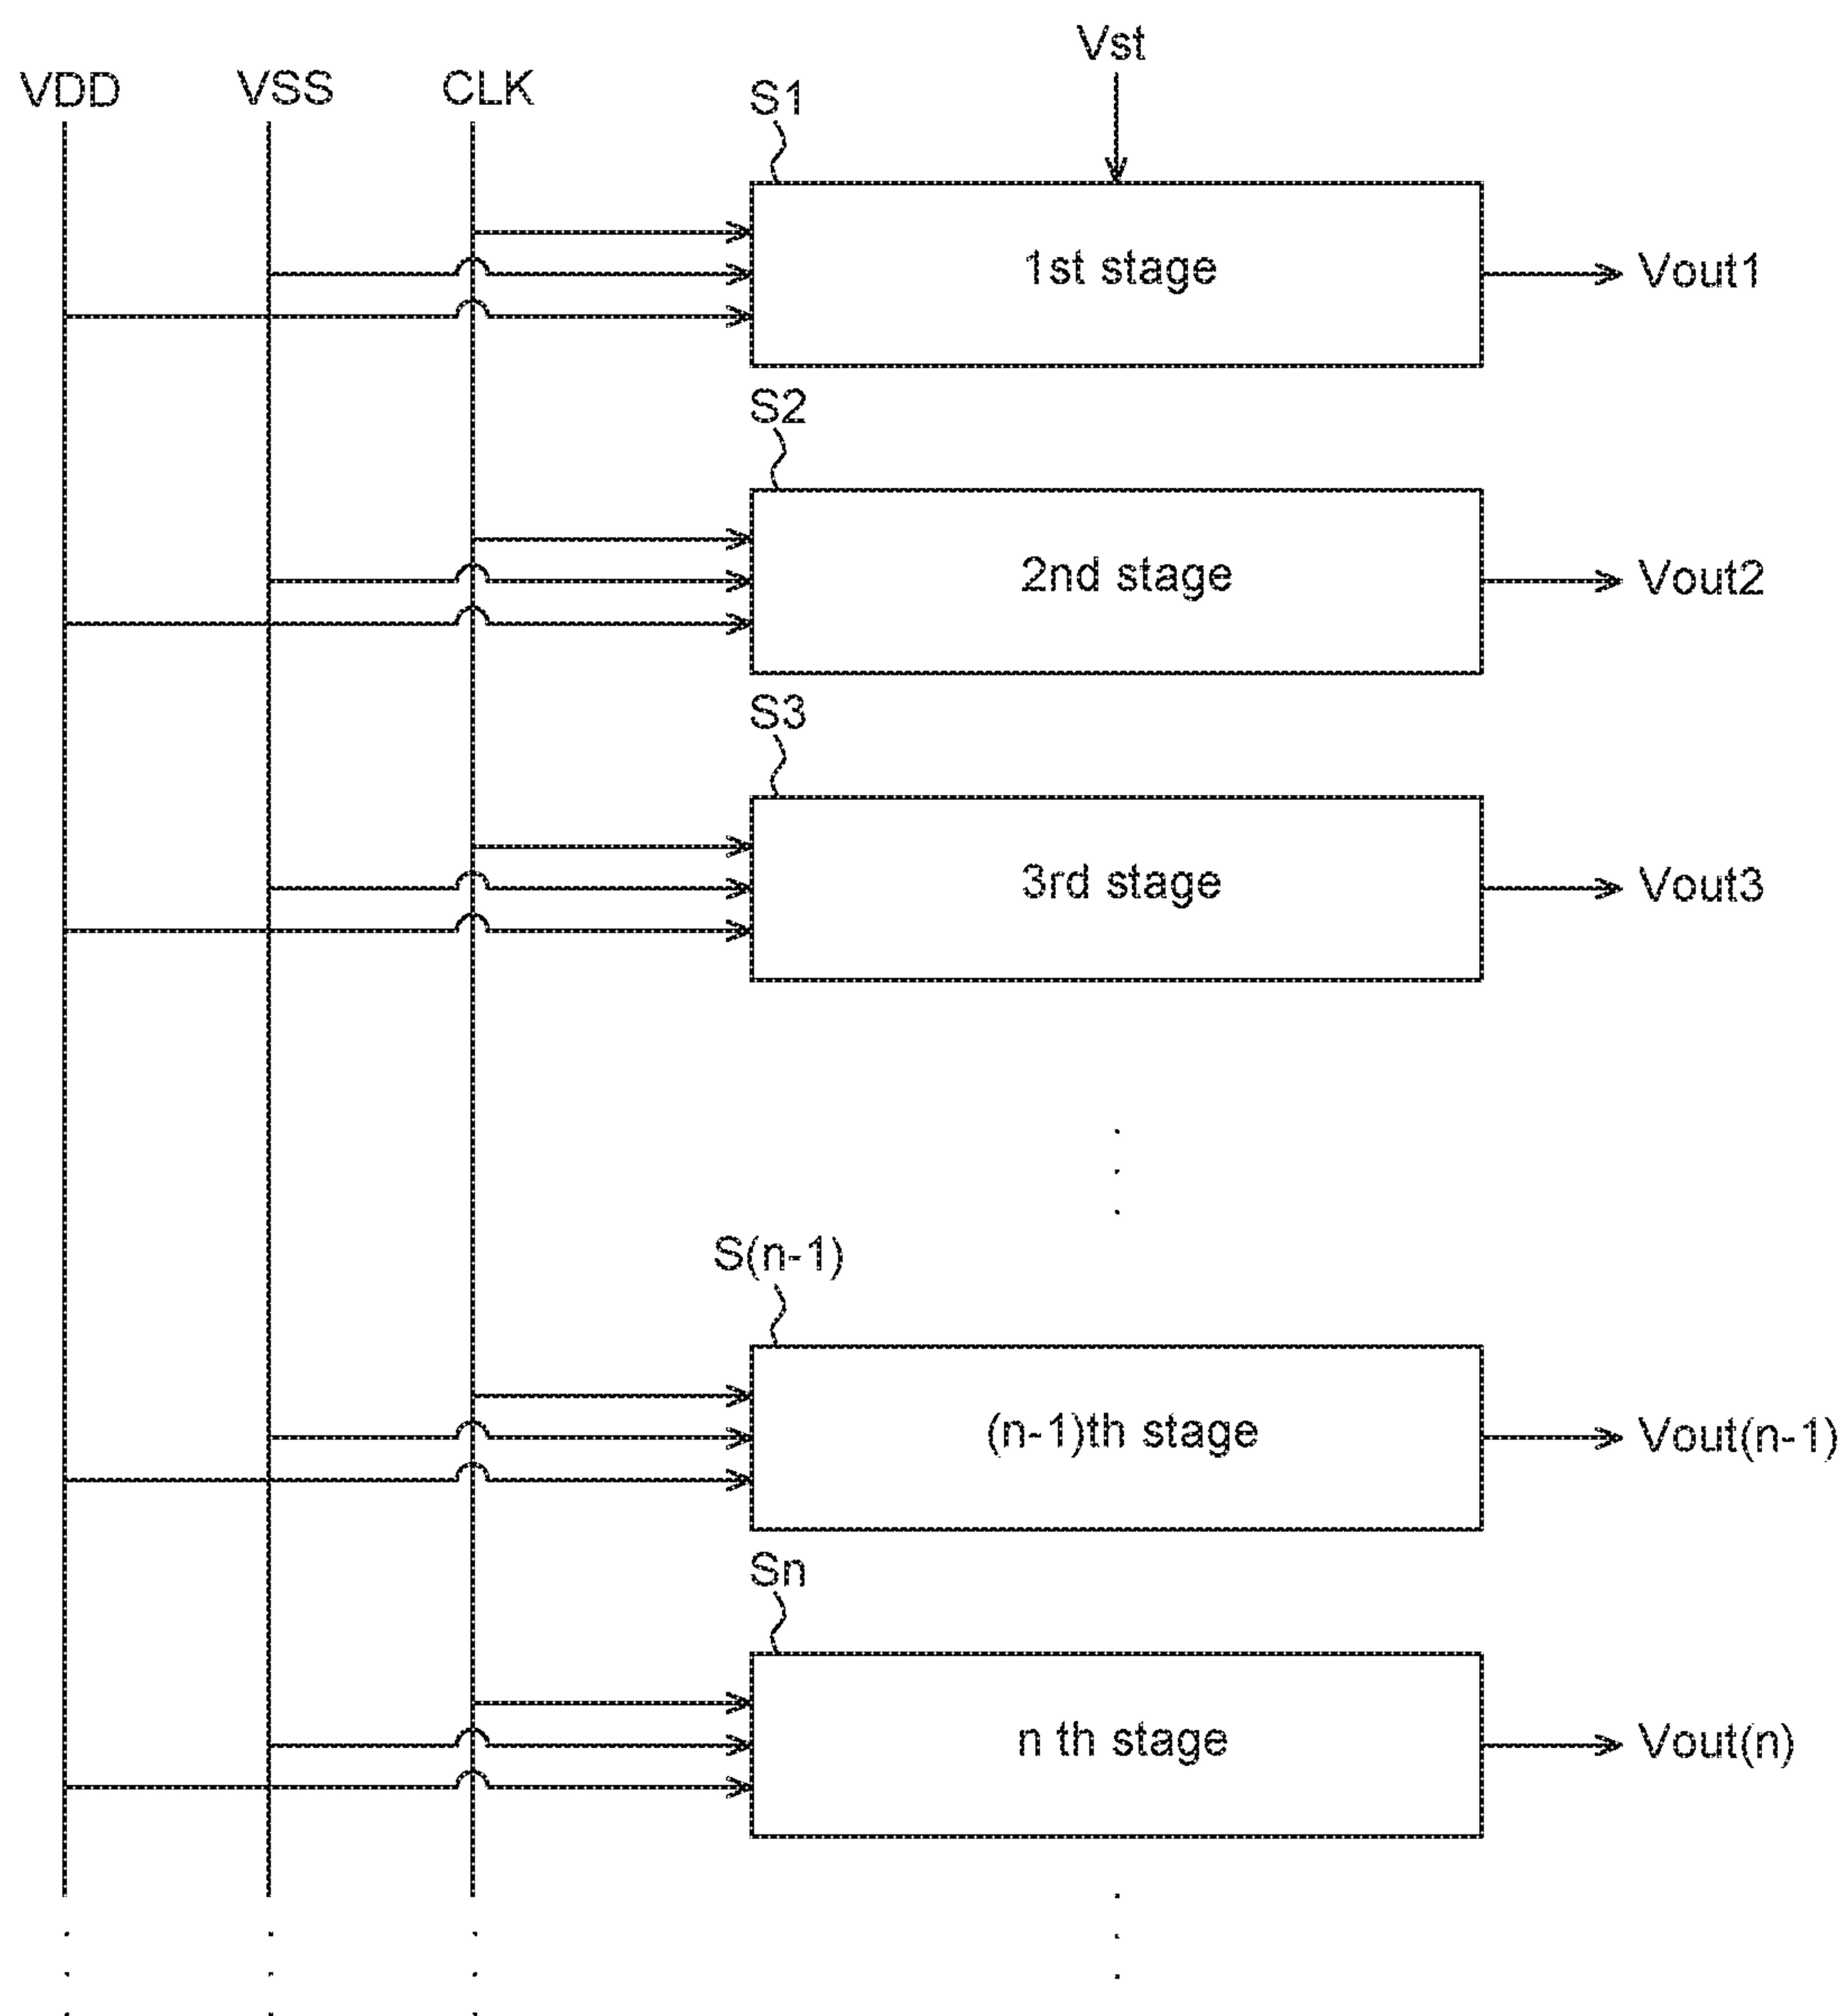 Vst
VDD VSS CLK S1
1st stage Vout1
S2
2nd stage Vout2
S3
3rd stage Vout3
S(n-1)
(n-1)th stage Vout(n-1)
Sn
n th stage Vout(n)